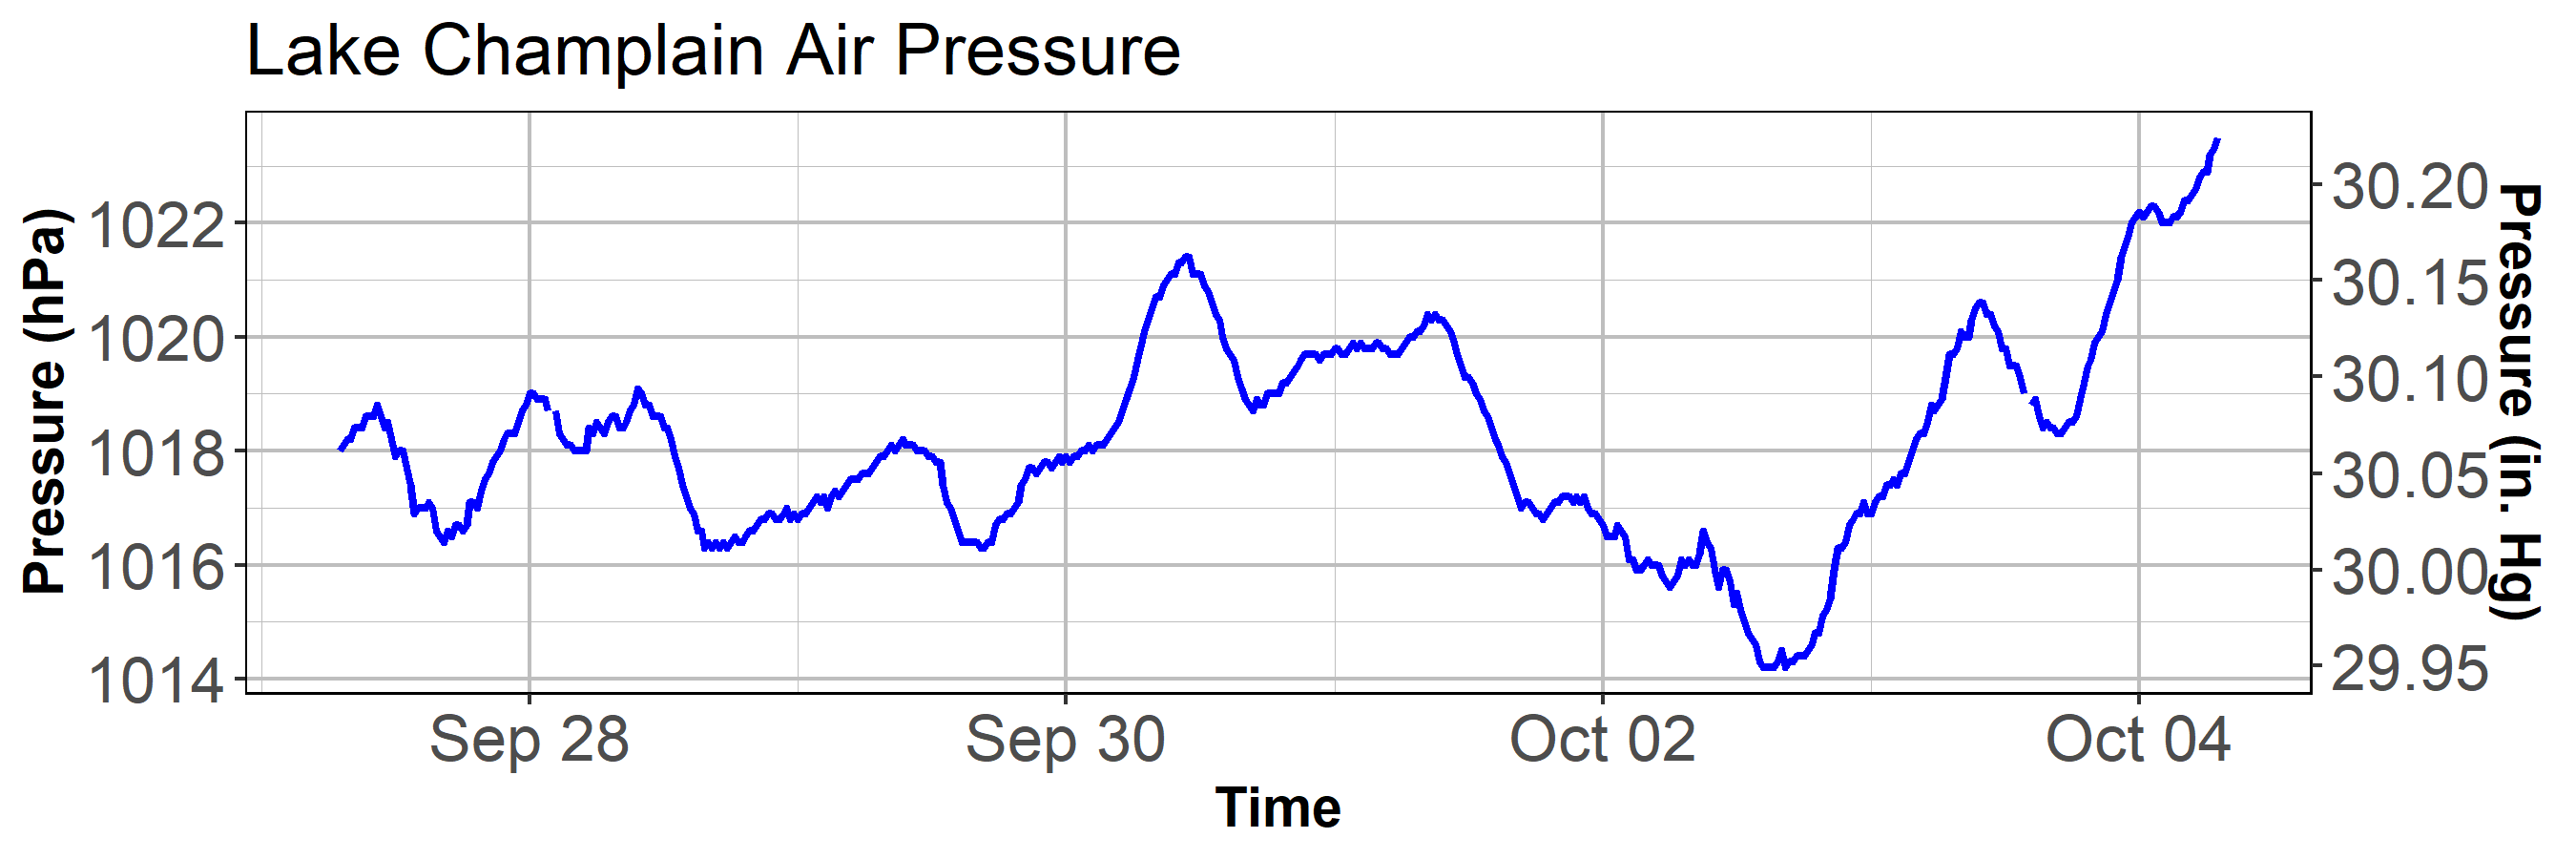 Lake Champlain Air Pressure
Pressure (hPa)
1022
1020
1018
1016
1014
30.20
30.15
30.10
30.05
30.00
29.95
Pressure (in. Hg)
Sep 28
Sep 30
Oct 02
Oct 04
Time